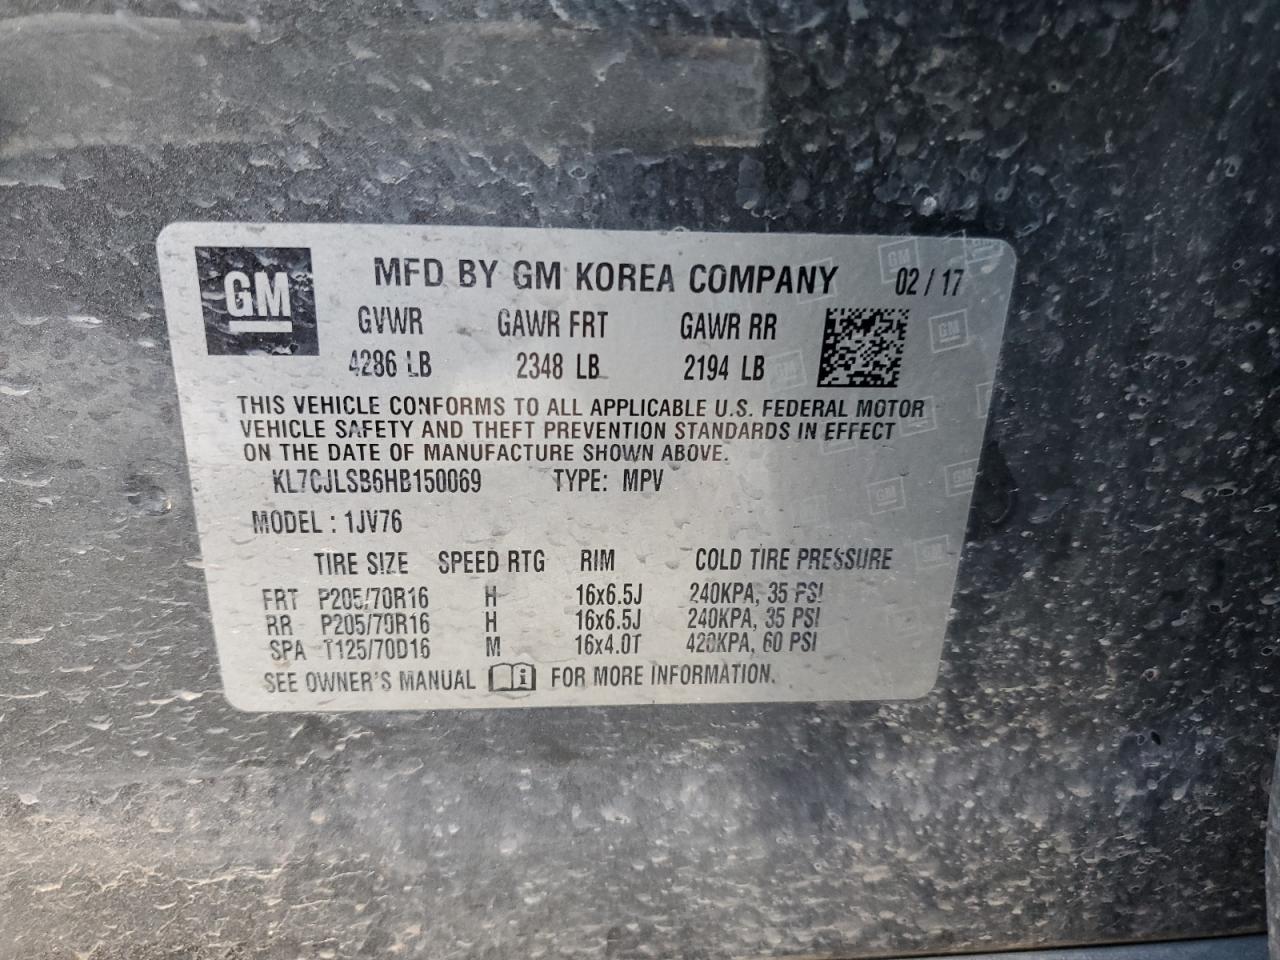 GM MFD BY GM KOREA COMPANY 02 / 17
GVWR GAWR FRT GAWR RR
4286 LB 2348 LB 2194 LB
THIS VEHICLE CONFORMS TO ALL APPLICABLE U.S. FEDERAL MOTOR
VEHICLE SAFETY AND THEFT PREVENTION STANDARDS IN EFFECT
ON THE DATE OF MANUFACTURE SHOWN ABOVE.
KL7CJLSB6HB150069 TYPE: MPV
MODEL : 1JV76
TIRE SIZE SPEED RTG RIM COLD TIRE PRESSURE
FRT P205/70R16 H 16x6.5J 240KPA, 35 PSI
RR P205/70R16 H 16x6.5J 240KPA, 35 PSI
SPA T125/70D16 M 16x4.0T 420KPA, 60 PSI
SEE OWNER'S MANUAL FOR MORE INFORMATION.